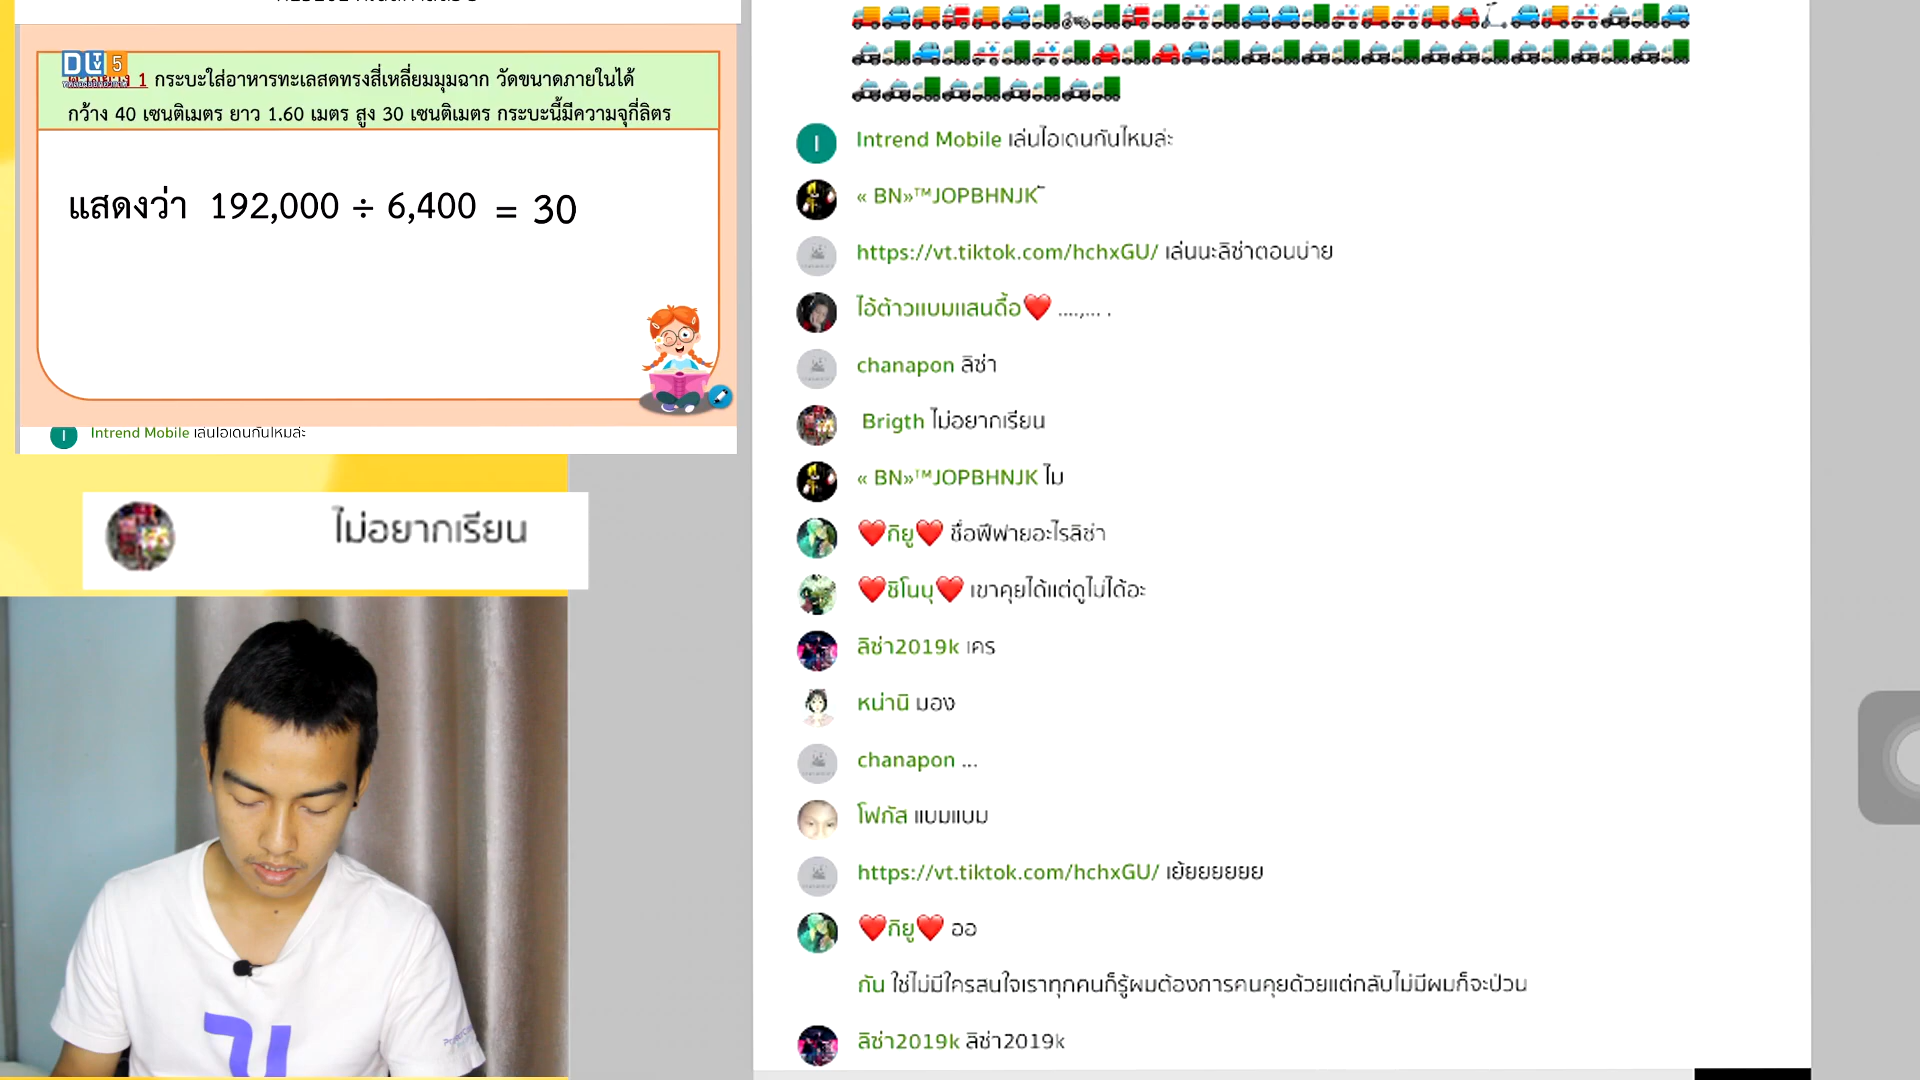 DLTV 5
1 กระบะใส่อาหารทะเลสดทรงสี่เหลี่ยมมุมฉาก วัดขนาดภายในได้
กว้าง 40 เซนติเมตร ยาว 1.60 เมตร สูง 30 เซนติเมตร กระบะนี้มีความจุกี่ลิตร
แสดงว่า 192,000 ÷ 6,400 = 30
I Intrend Mobile เล่นไอเดนกันไหมล่ะ
ไม่อยากเรียน
I Intrend Mobile เล่นไอเดนกันไหมล่ะ
« BN»™JOPBHNJK
https://vt.tiktok.com/hchxGU/ เล่นนะลิซ่าตอนบ่าย
ไอ้ต้าวแบมแสนดื้อ❤️ ....,... .
chanapon ลิซ่า
Brigth ไม่อยากเรียน
« BN»™JOPBHNJK ไม
❤️กิยู❤️ ชื่อฟีฟายอะไรลิซ่า
❤️ชิโนบุ❤️ เขาคุยได้แต่ดูไม่ได้อะ
ลิซ่า2019k เคร
หน่านิ มอง
chanapon ...
โฟกัส แบมแบม
https://vt.tiktok.com/hchxGU/ เย้ยยยยยย
❤️กิยู❤️ ออ
กัน ใช่ไม่มีใครสนใจเราทุกคนก็รู้ผมต้องการคนคุยด้วยแต่กลับไม่มีผมก็จะป่วน
ลิซ่า2019k ลิซ่า2019k